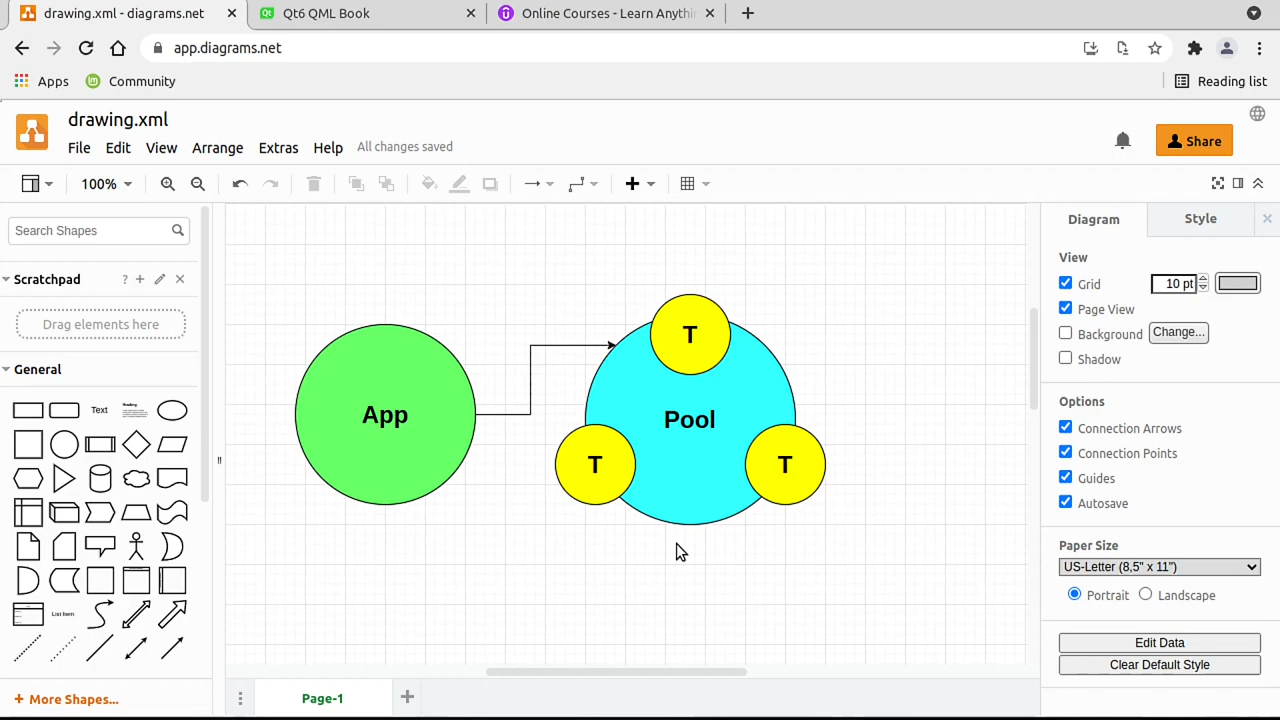 drawing.xml - diagrams.net
Qt6 QML Book
Online Courses - Learn Anythi
app.diagrams.net
Apps
Community
Reading list
drawing.xml
File Edit View Arrange Extras Help All changes saved
Share
100%
Search Shapes
Scratchpad
?
Drag elements here
General
Text
Heading
List Item
More Shapes...
App
Pool
T
T
T
Page-1
Diagram
Style
View
Grid
10 pt
Page View
Background
Change...
Shadow
Options
Connection Arrows
Connection Points
Guides
Autosave
Paper Size
US-Letter (8,5" x 11")
Portrait
Landscape
Edit Data
Clear Default Style